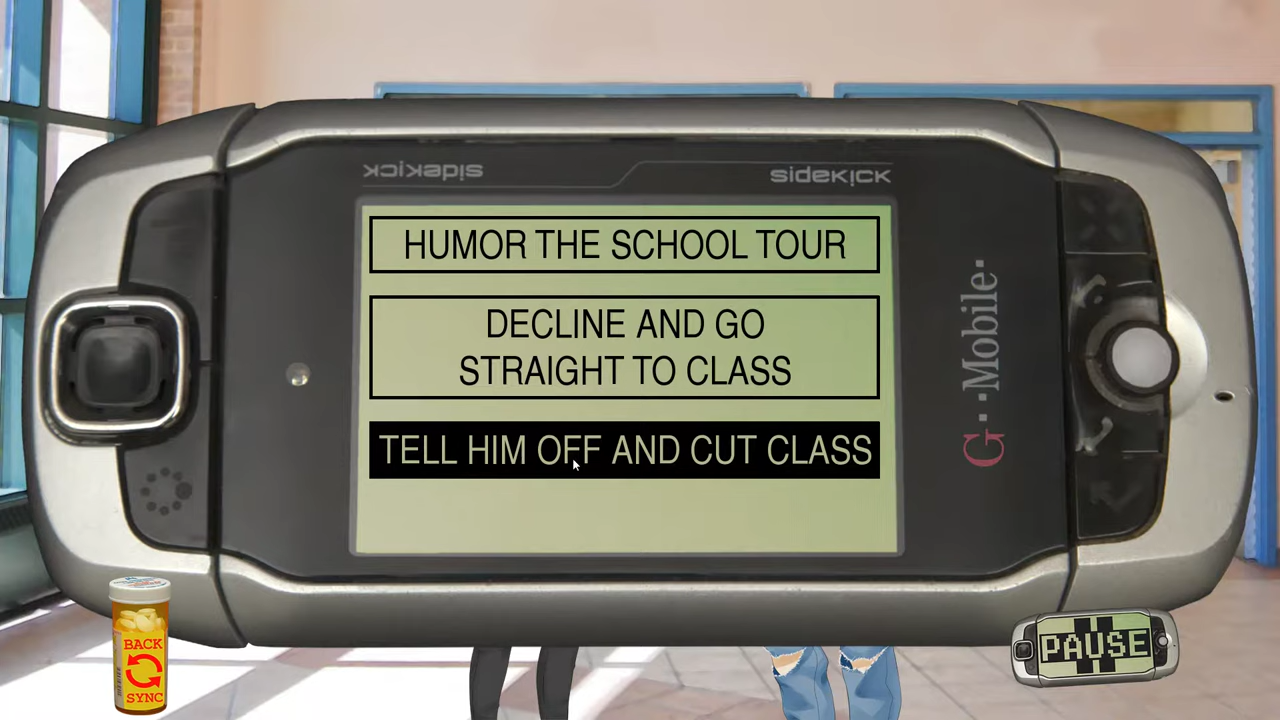 sidekick
sidekick
HUMOR THE SCHOOL TOUR
DECLINE AND GO
STRAIGHT TO CLASS
TELL HIM OFF AND CUT CLASS
G··Mobile·
BACK
SYNC
PAUSE